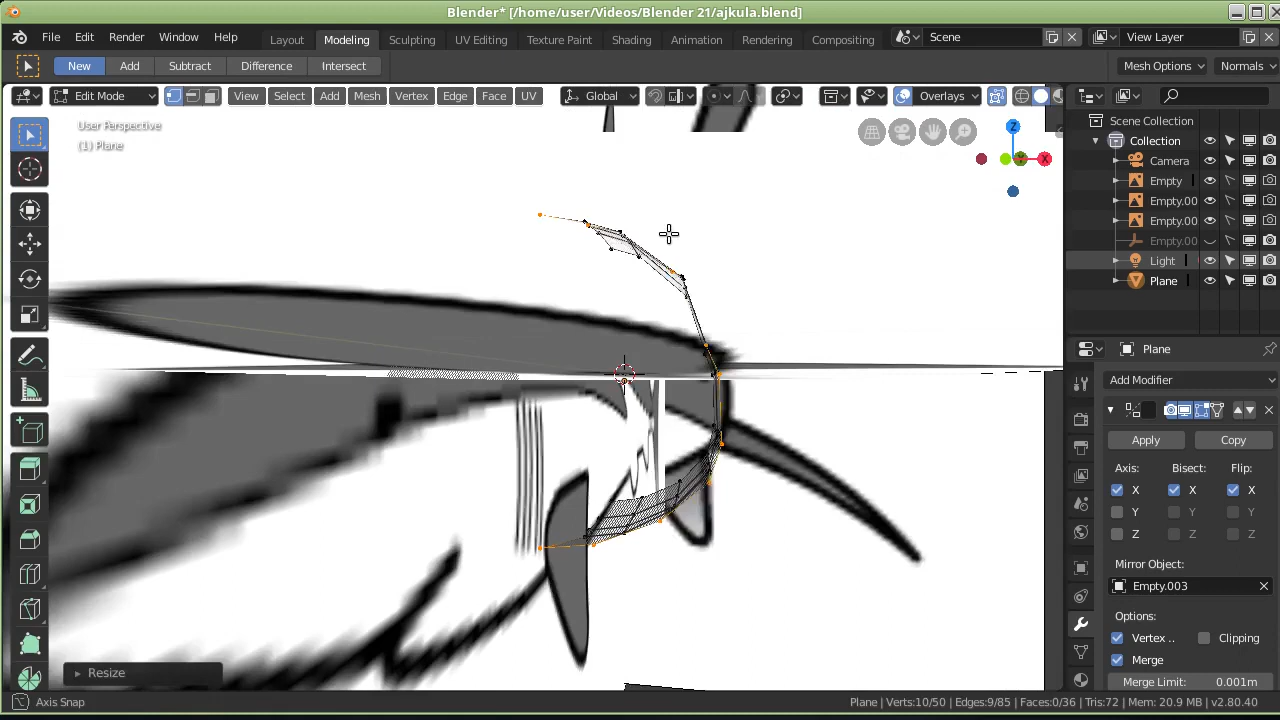 Blender* [/home/user/Videos/Blender 21/ajkula.blend]
File Edit Render Window Help Layout Modeling Sculpting UV Editing Texture Paint Shading Animation Rendering Compositing Scene View Layer
New Add Subtract Difference Intersect Mesh Options Normals
Edit Mode View Select Add Mesh Vertex Edge Face UV Global Overlays
User Perspective
(1) Plane
Z
X
Y
Scene Collection
Collection
Camera
Empty
Empty.00
Empty.00
Empty.00
Light
Plane
Plane
Add Modifier
Apply Copy
Axis: Bisect: Flip:
X X X
Y Y Y
Z Z Z
Mirror Object:
Empty.003
Options:
Vertex .. Clipping
Merge
Merge Limit: 0.001m
Resize
Axis Snap
Plane | Verts:10/50 | Edges:9/85 | Faces:0/36 | Tris:72 | Mem: 20.9 MB | v2.80.40